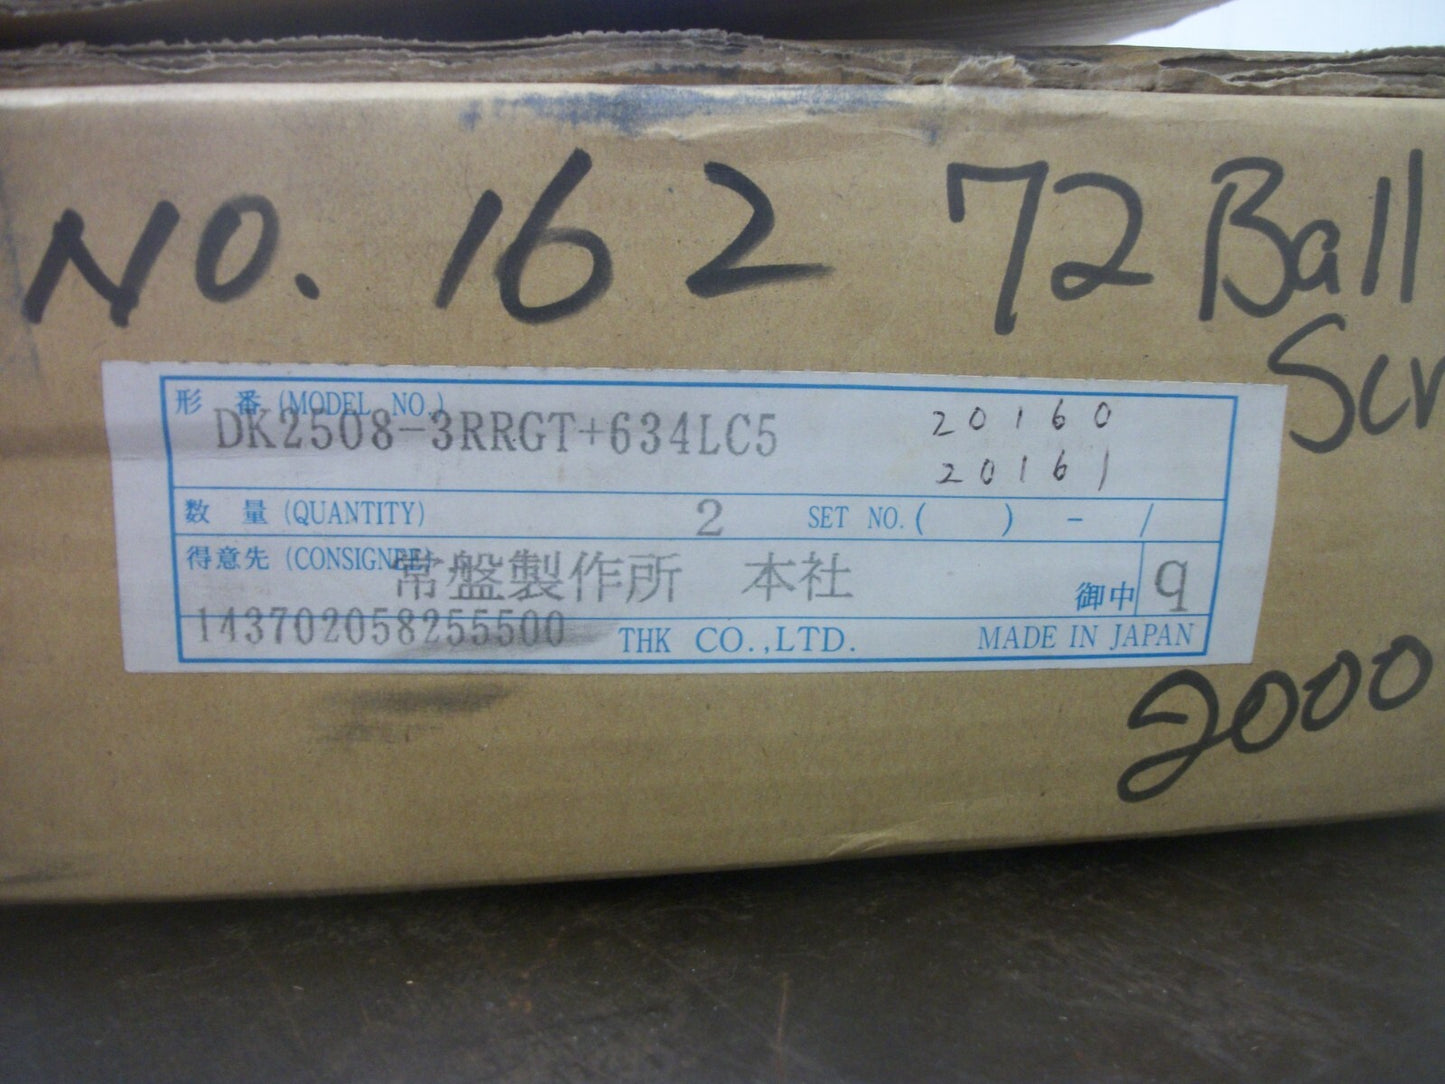 NO. 162 72 Ball
Scr
形 番 (MODEL NO.)
DK2508-3RRGT+634LC5
20160
20161
数 量 (QUANTITY) 2 SET NO. ( ) - /
得意先 (CONSIGNEE) 常盤製作所 本社 御中 q
143702058255500 THK CO.,LTD. MADE IN JAPAN
2000